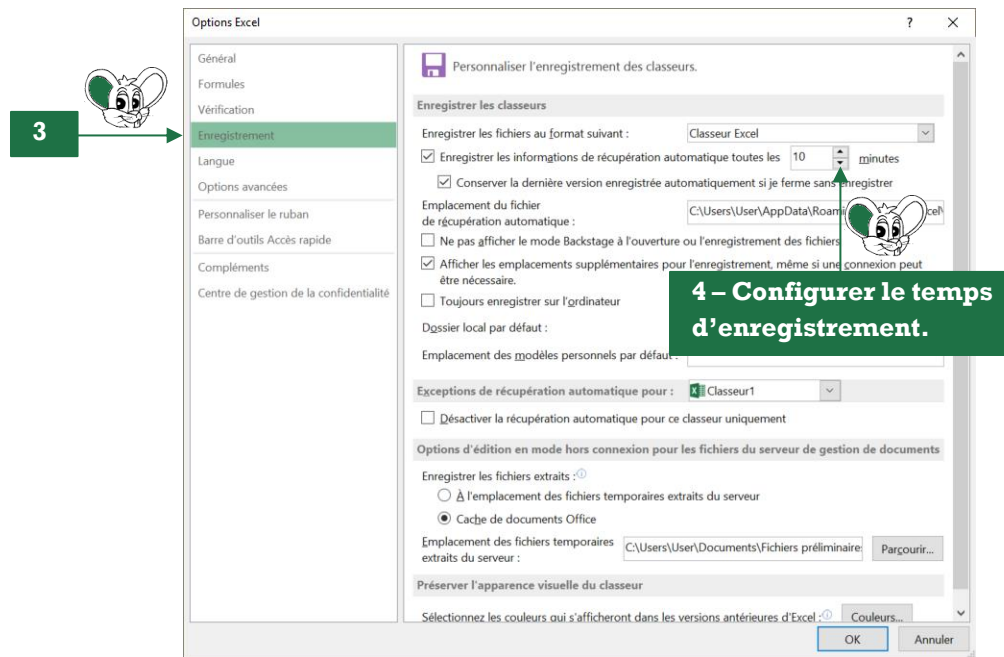 Options Excel
?
Général
Formules
Vérification
Enregistrement
Langue
Options avancées
Personnaliser le ruban
Barre d'outils Accès rapide
Compléments
Centre de gestion de la confidentialité
3
Personnaliser l'enregistrement des classeurs.
Enregistrer les classeurs
Enregistrer les fichiers au format suivant : Classeur Excel
Enregistrer les informations de récupération automatique toutes les 10 minutes
Conserver la dernière version enregistrée automatiquement si je ferme sans enregistrer
Emplacement du fichier
de récupération automatique : C:\Users\User\AppData\Roami
Ne pas afficher le mode Backstage à l'ouverture ou l'enregistrement des fichiers
Afficher les emplacements supplémentaires pour l'enregistrement, même si une connexion peut
être nécessaire.
Toujours enregistrer sur l'ordinateur
Dossier local par défaut :
Emplacement des modèles personnels par défaut :
4 – Configurer le temps
d'enregistrement.
Exceptions de récupération automatique pour : Classeur1
Désactiver la récupération automatique pour ce classeur uniquement
Options d'édition en mode hors connexion pour les fichiers du serveur de gestion de documents
Enregistrer les fichiers extraits :
À l'emplacement des fichiers temporaires extraits du serveur
Cache de documents Office
Emplacement des fichiers temporaires
extraits du serveur : C:\Users\User\Documents\Fichiers préliminaire: Parcourir...
Préserver l'apparence visuelle du classeur
Sélectionnez les couleurs qui s'afficheront dans les versions antérieures d'Excel : Couleurs...
OK Annuler